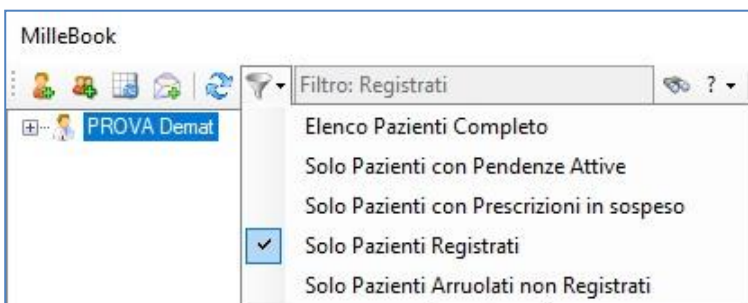 MilleBook
Filtro: Registrati ?
PROVA Demat
Elenco Pazienti Completo
Solo Pazienti con Pendenze Attive
Solo Pazienti con Prescrizioni in sospeso
Solo Pazienti Registrati
Solo Pazienti Arruolati non Registrati